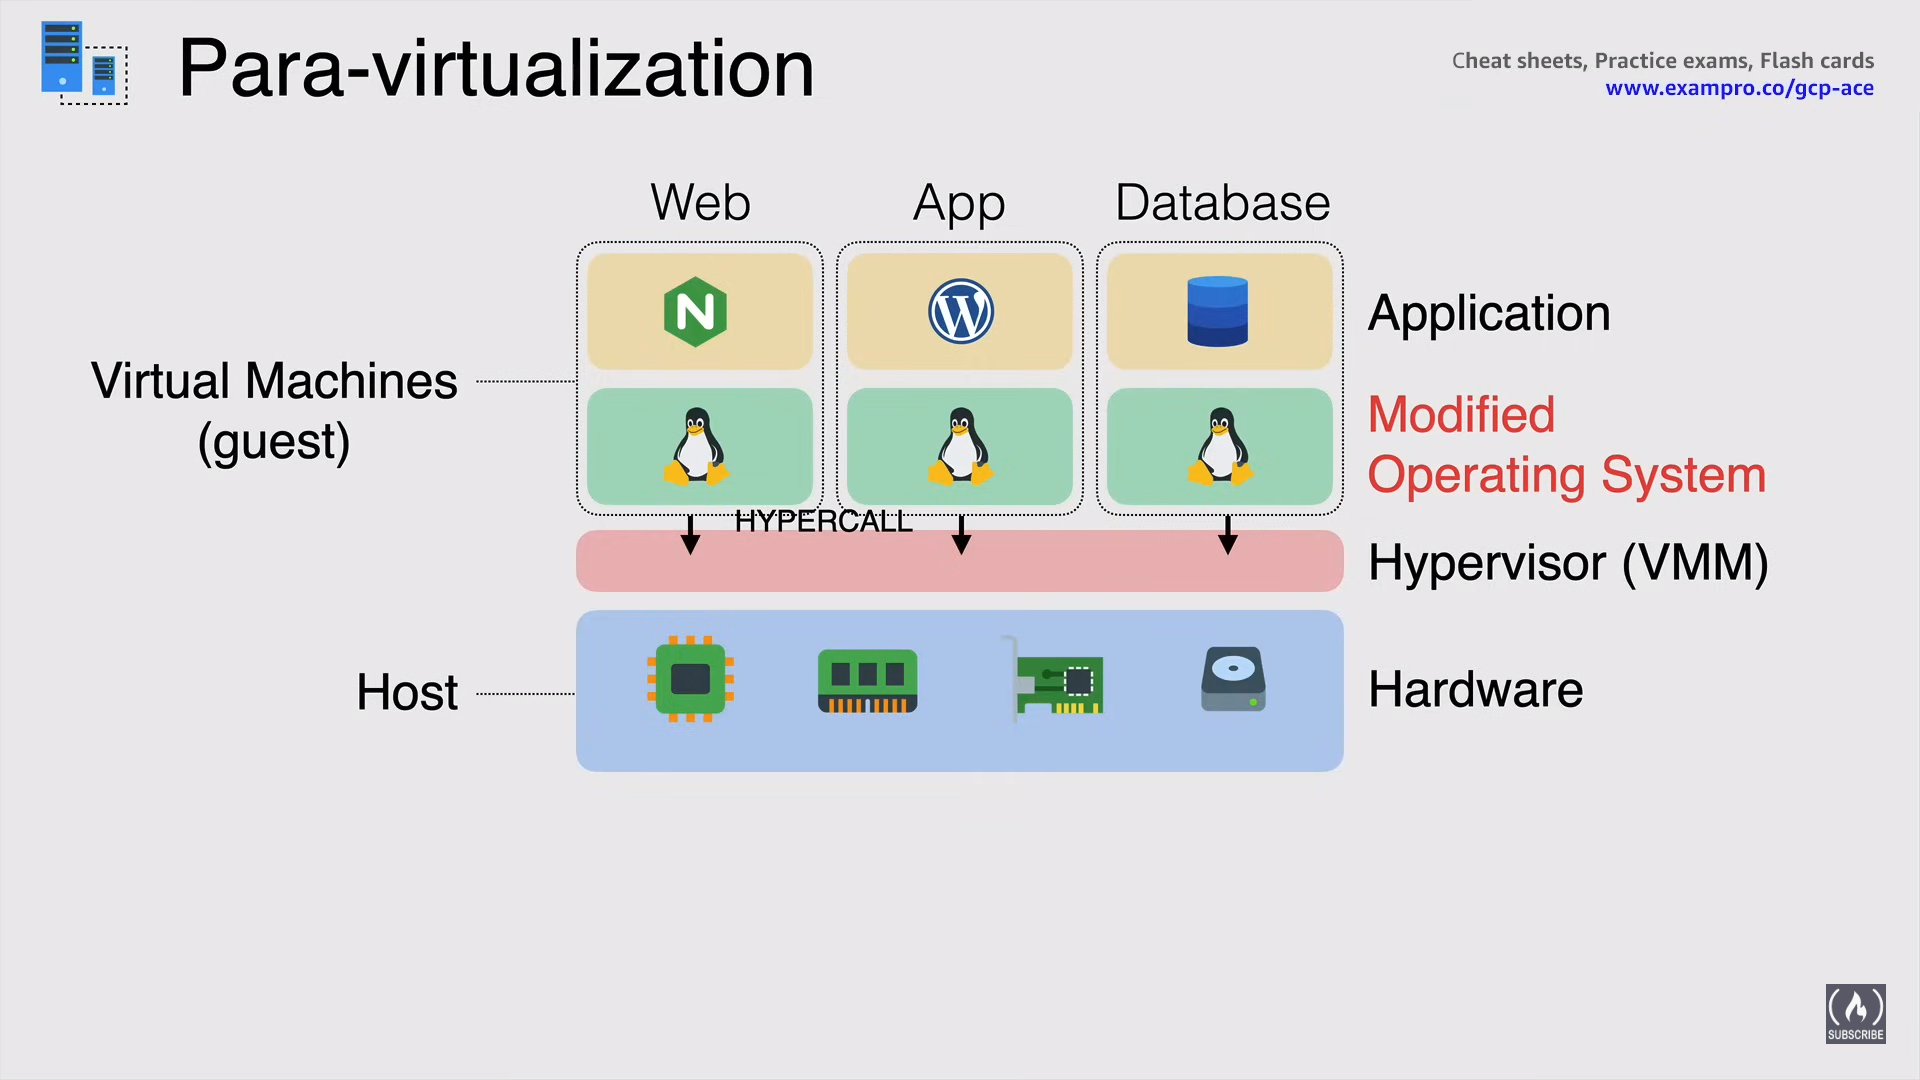 Para-virtualization
Cheat sheets, Practice exams, Flash cards
www.exampro.co/gcp-ace
Web
App
Database
N
W
Application
Virtual Machines
(guest)
Modified
Operating System
HYPERCALL
Hypervisor (VMM)
Host
Hardware
SUBSCRIBE